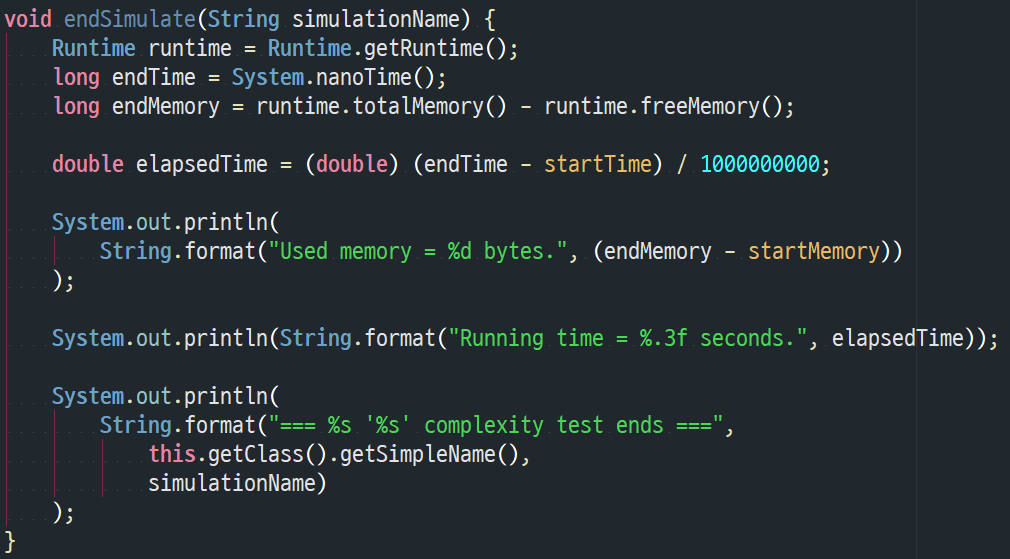 void endSimulate(String simulationName) {
    Runtime runtime = Runtime.getRuntime();
    long endTime = System.nanoTime();
    long endMemory = runtime.totalMemory() - runtime.freeMemory();

    double elapsedTime = (double) (endTime - startTime) / 1000000000;

    System.out.println(
        String.format("Used memory = %d bytes.", (endMemory - startMemory))
    );

    System.out.println(String.format("Running time = %.3f seconds.", elapsedTime));

    System.out.println(
        String.format("=== %s '%s' complexity test ends ===",
            this.getClass().getSimpleName(),
            simulationName)
    );
}